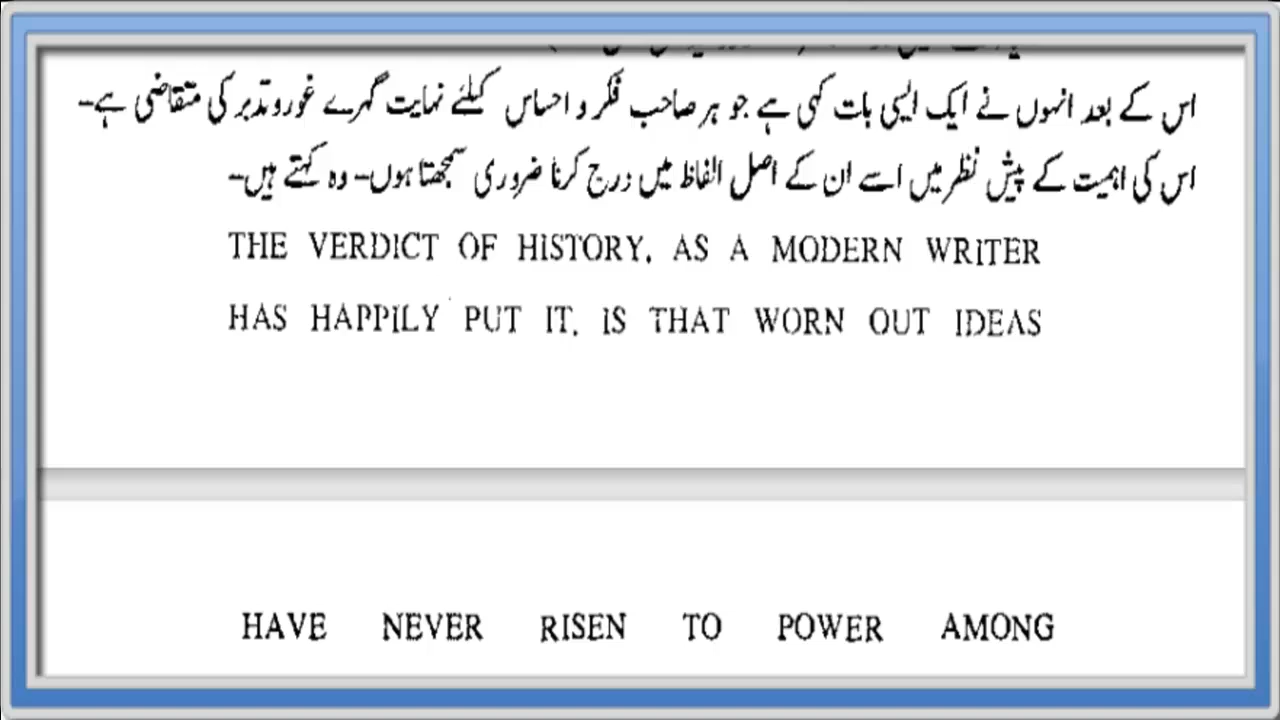 اس کے بعد انہوں نے ایک ایسی بات کہی ہے جو ہر صاحب فکر و احساس کیلئے نہایت گہرے غوروتدبر کی متقاضی ہے-
اس کی اہمیت کے پیش نظر میں اسے ان کے اصل الفاظ میں درج کرنا ضروری سمجھتا ہوں- وہ کہتے ہیں-
THE VERDICT OF HISTORY, AS A MODERN WRITER
HAS HAPPILY PUT IT, IS THAT WORN OUT IDEAS
HAVE NEVER RISEN TO POWER AMONG